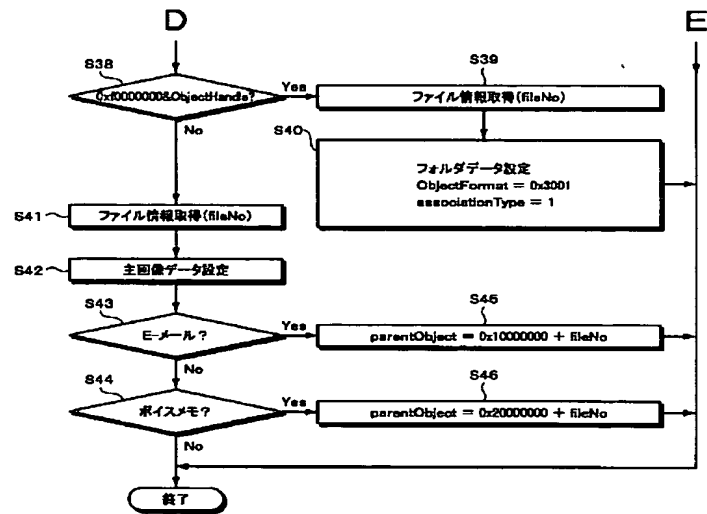 D
E
S38
0xf0000000&ObjectHandle?
Yes
No
S39
ファイル情報取得(fileNo)
S40
フォルダデータ設定
ObjectFormat = 0x3001
associationType = 1
S41
ファイル情報取得(fileNo)
S42
主画像データ設定
S43
E-メール?
Yes
No
S45
parentObject = 0x10000000 + fileNo
S44
ボイスメモ?
Yes
No
S46
parentObject = 0x20000000 + fileNo
終了